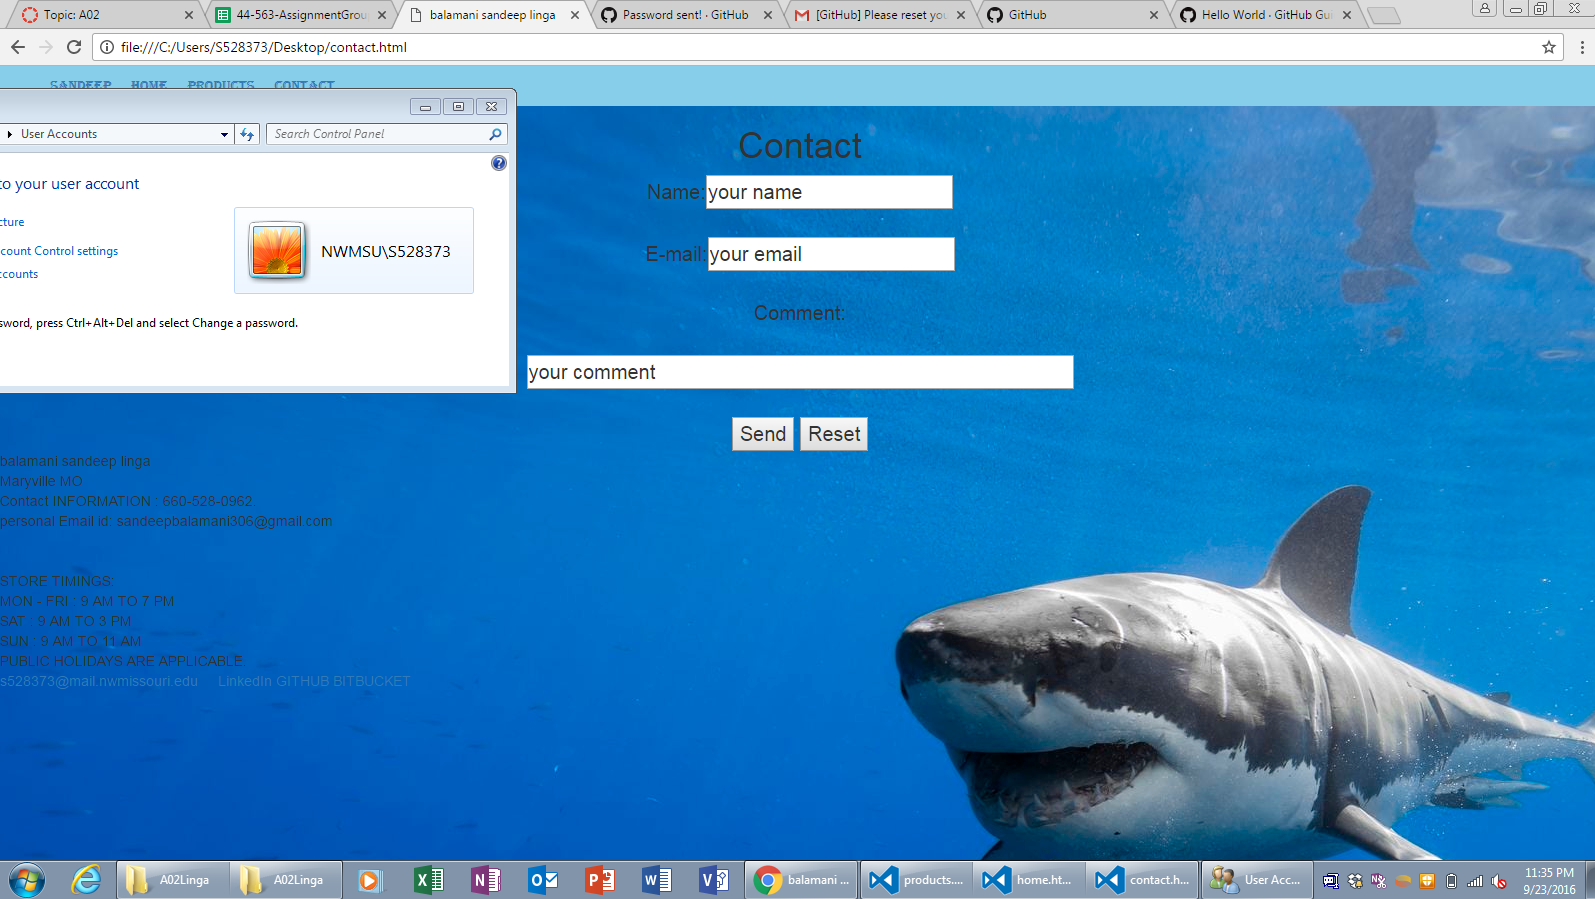 Topic: A02
44-563-AssignmentGrou
balamani sandeep linga
Password sent! · GitHub
[GitHub] Please reset you
GitHub
Hello World · GitHub Gui
file:///C:/Users/S528373/Desktop/contact.html
SANDEEP HOME PRODUCTS CONTACT
User Accounts
Search Control Panel
to your user account
cture
NWMSU\S528373
count Control settings
ccounts
sword, press Ctrl+Alt+Del and select Change a password.
Contact
Name: your name
E-mail: your email
Comment:
your comment
Send Reset
balamani sandeep linga
Maryville MO
Contact INFORMATION : 660-528-0962
personal Email id: sandeepbalamani306@gmail.com
STORE TIMINGS:
MON - FRI : 9 AM TO 7 PM
SAT : 9 AM TO 3 PM
SUN : 9 AM TO 11 AM
PUBLIC HOLIDAYS ARE APPLICABLE
s528373@mail.nwmissouri.edu LinkedIn GITHUB BITBUCKET
A02Linga
A02Linga
balamani ...
products....
home.ht...
contact.h...
User Acc...
11:35 PM
9/23/2016